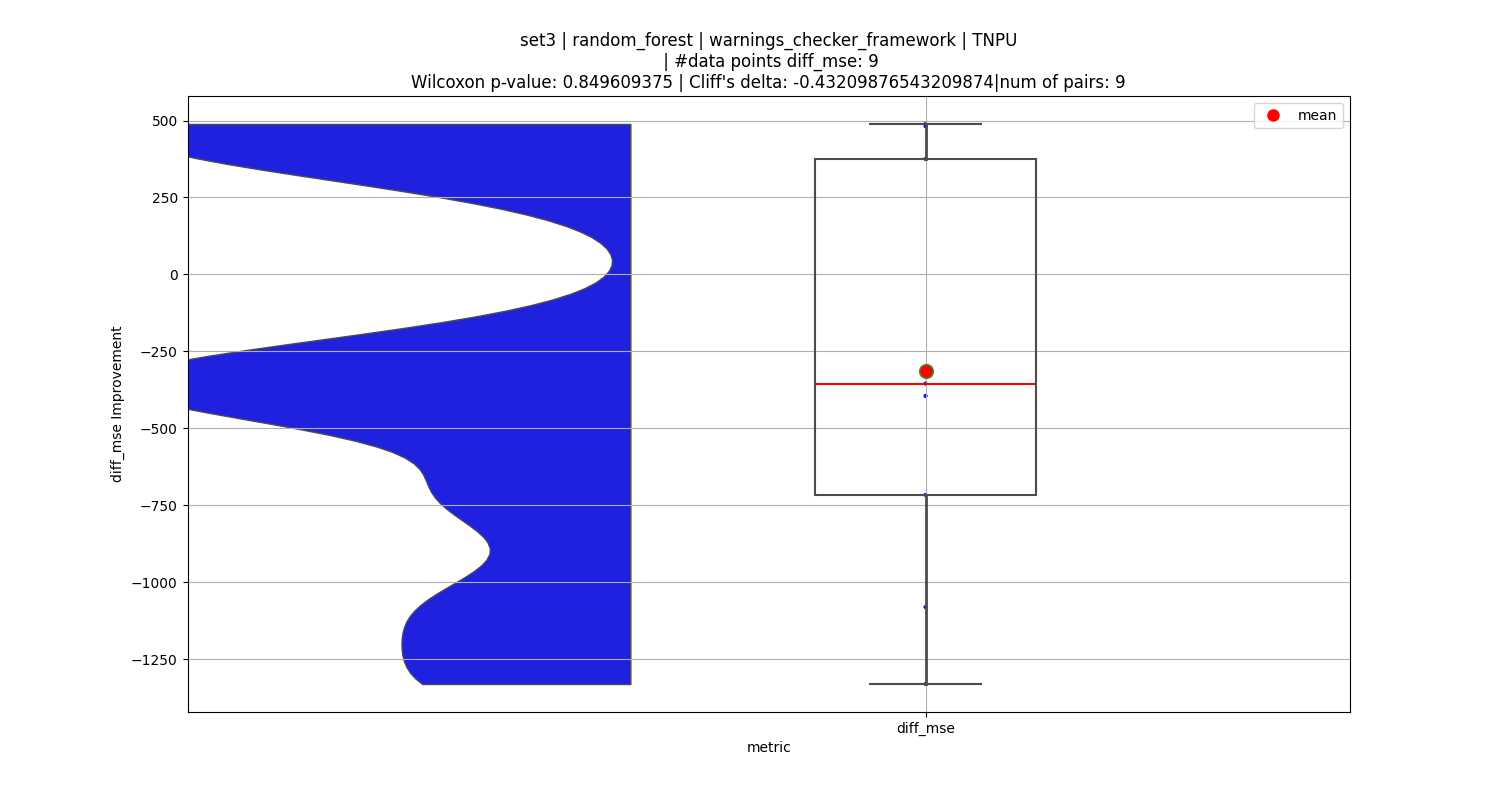 set3 | random_forest | warnings_checker_framework | TNPU
| #data points diff_mse: 9
Wilcoxon p-value: 0.849609375 | Cliff's delta: -0.43209876543209874|num of pairs: 9
mean
500
250
0
−250
−500
−750
−1000
−1250
diff_mse Improvement
diff_mse
metric